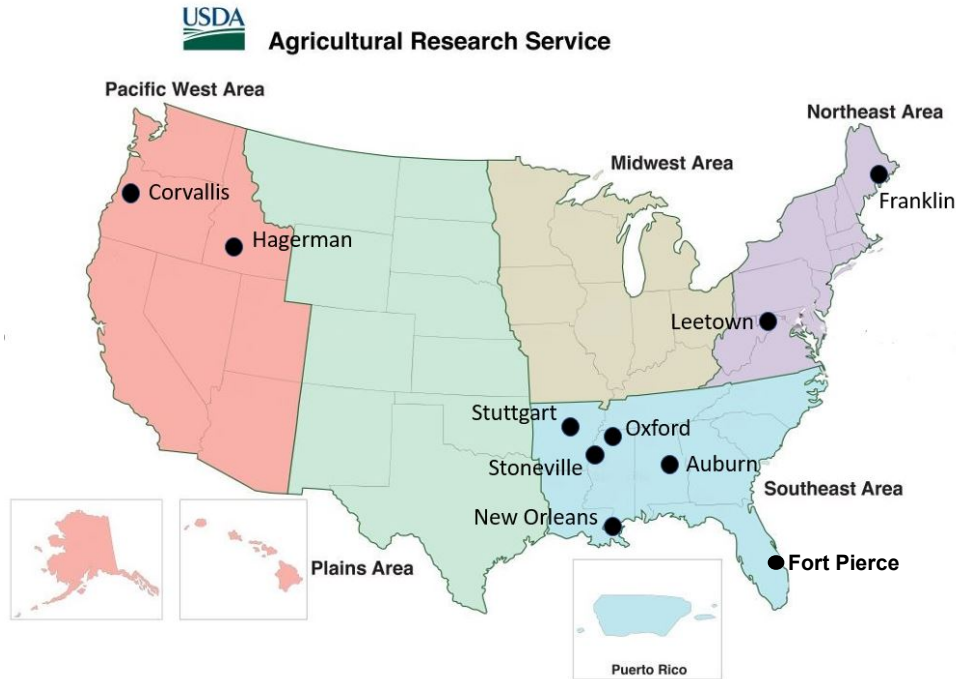 USDA
Agricultural Research Service
Pacific West Area
Northeast Area
Midwest Area
Corvallis
Franklin
Hagerman
Leetown
Stuttgart
Oxford
Stoneville
Auburn
Southeast Area
New Orleans
Plains Area
Fort Pierce
Puerto Rico